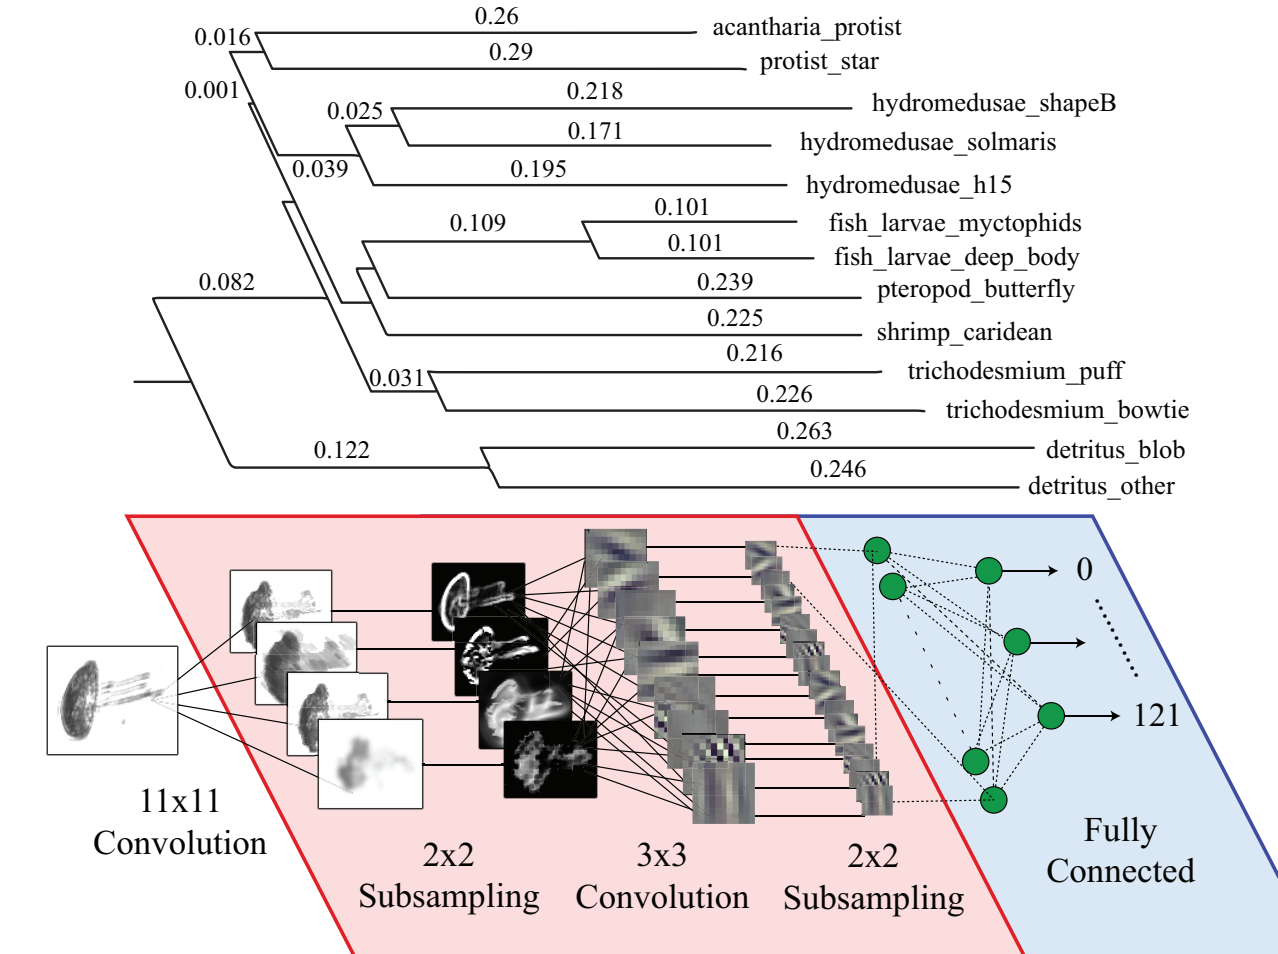 0.26
acantharia_protist
0.016
0.29
protist_star
0.001
0.218
hydromedusae_shapeB
0.025
0.171
hydromedusae_solmaris
0.039
0.195
hydromedusae_h15
0.101
fish_larvae_myctophids
0.109
0.101
fish_larvae_deep_body
0.082
0.239
pteropod_butterfly
0.225
shrimp_caridean
0.216
trichodesmium_puff
0.031
0.226
trichodesmium_bowtie
0.263
detritus_blob
0.122
0.246
detritus_other
0
121
11x11
Convolution
2x2
Subsampling
3x3
Convolution
2x2
Subsampling
Fully
Connected